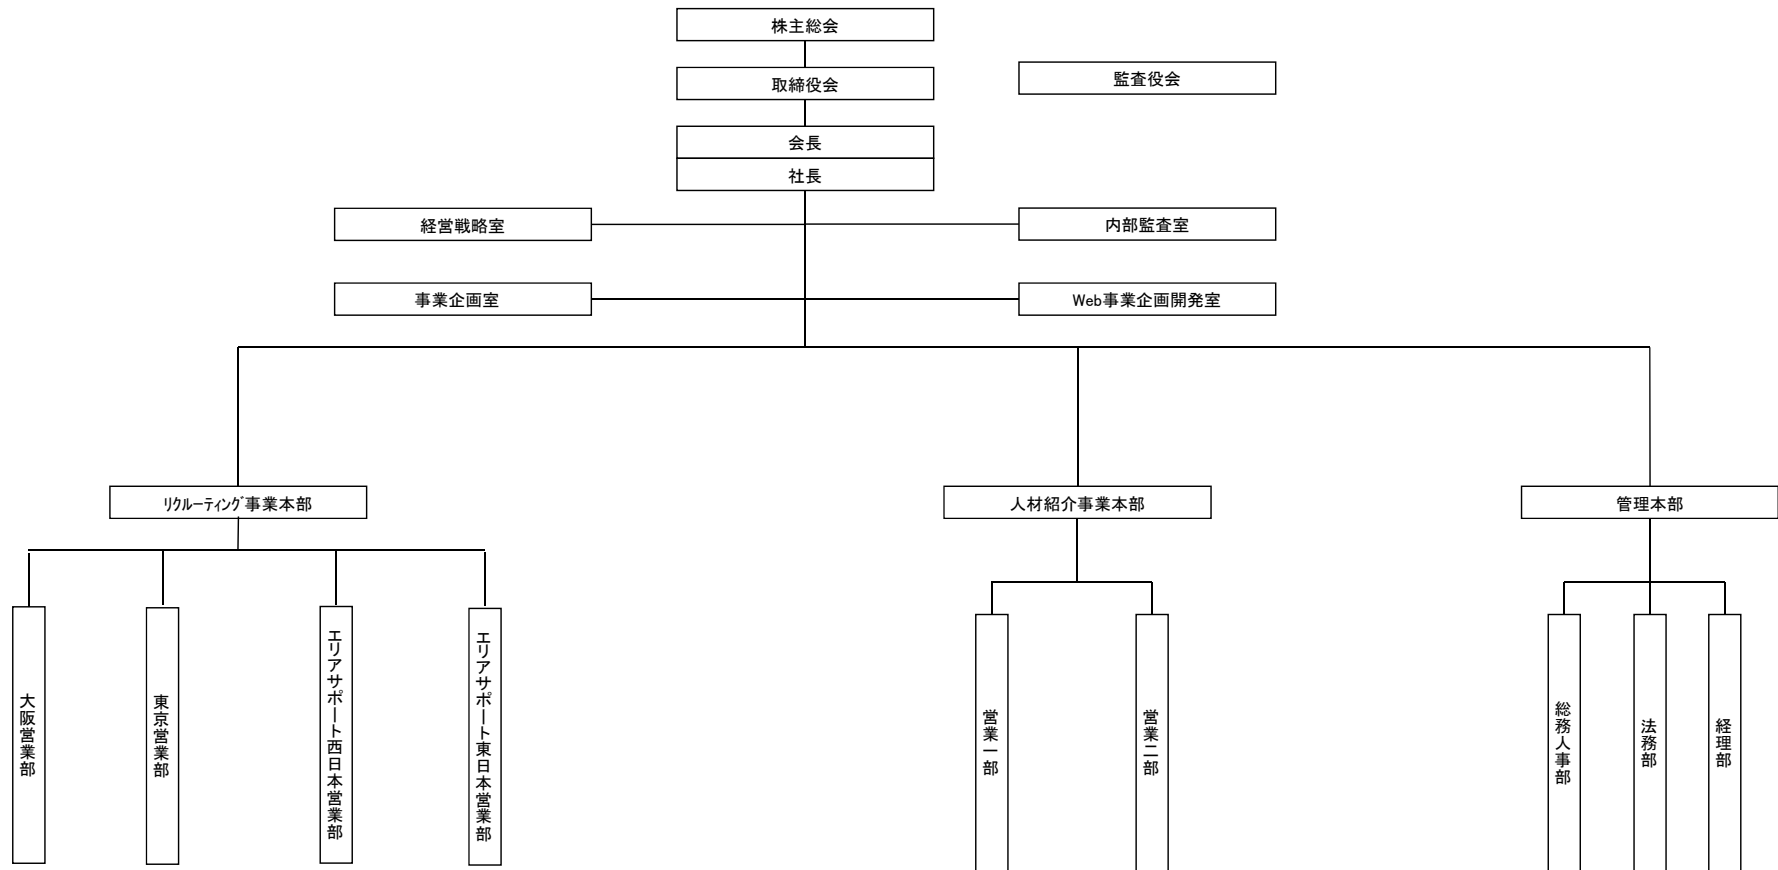 株主総会
取締役会
監査役会
会長
社長
経営戦略室
内部監査室
事業企画室
Web事業企画開発室
ﾘｸﾙｰﾃｨﾝｸﾞ事業本部
人材紹介事業本部
管理本部
大阪営業部
東京営業部
エリアサポート西日本営業部
エリアサポート東日本営業部
営業一部
営業二部
総務人事部
法務部
経理部